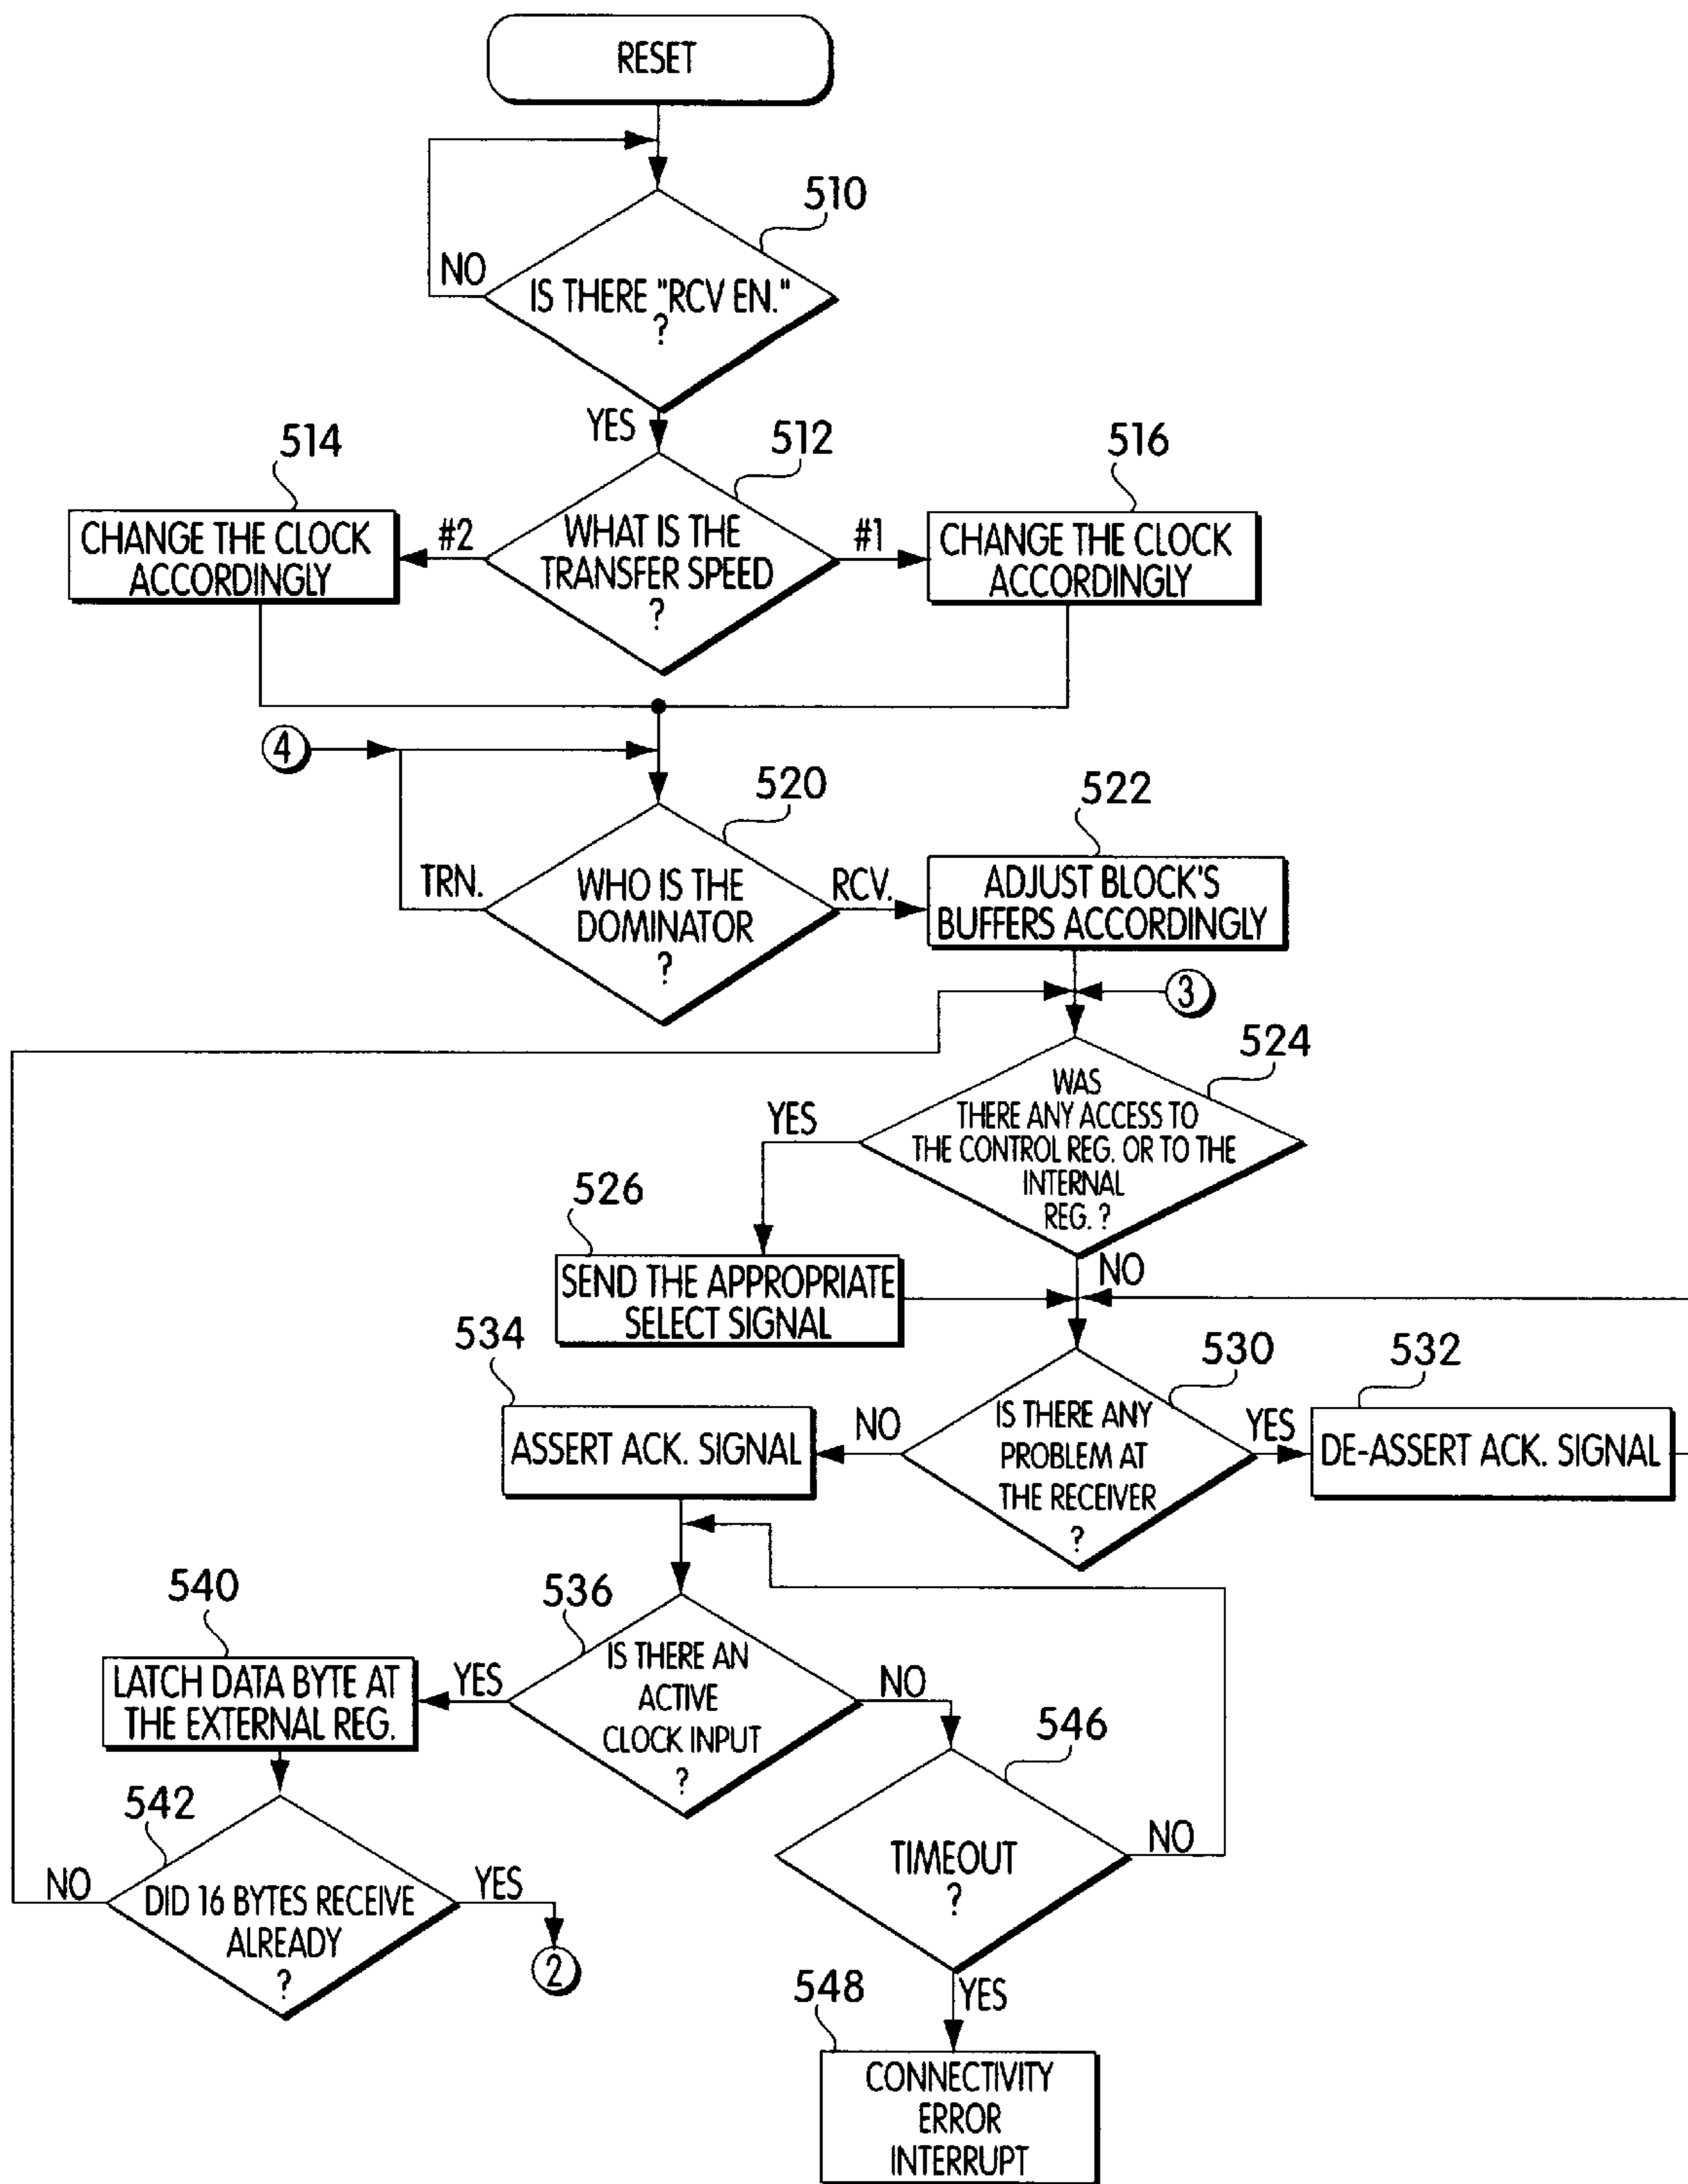 RESET
510
NO
IS THERE "RCV EN."
?
YES
512
514
516
CHANGE THE CLOCK
ACCORDINGLY
#2
WHAT IS THE
TRANSFER SPEED
?
#1
CHANGE THE CLOCK
ACCORDINGLY
4
520
522
TRN.
WHO IS THE
DOMINATOR
?
RCV.
ADJUST BLOCK'S
BUFFERS ACCORDINGLY
3
524
YES
WAS
THERE ANY ACCESS TO
THE CONTROL REG. OR TO THE
INTERNAL
REG. ?
526
NO
SEND THE APPROPRIATE
SELECT SIGNAL
534
530
532
ASSERT ACK. SIGNAL
NO
IS THERE ANY
PROBLEM AT
THE RECEIVER
?
YES
DE-ASSERT ACK. SIGNAL
540
536
LATCH DATA BYTE AT
THE EXTERNAL REG.
YES
IS THERE AN
ACTIVE
CLOCK INPUT
?
NO
546
542
NO
DID 16 BYTES RECEIVE
ALREADY
?
YES
2
TIMEOUT
?
NO
YES
548
CONNECTIVITY
ERROR
INTERRUPT